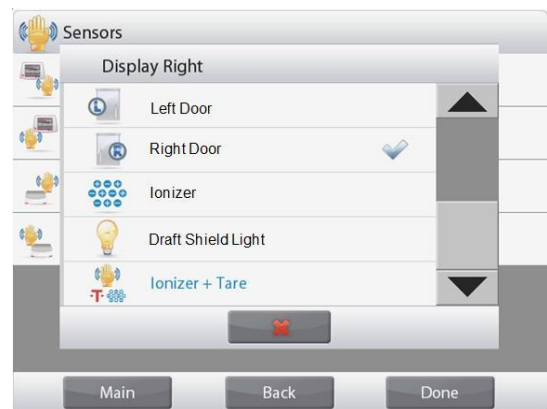 Sensors
Display Right
L Left Door
R Right Door
Ionizer
Draft Shield Light
-T- Ionizer + Tare
Main Back Done